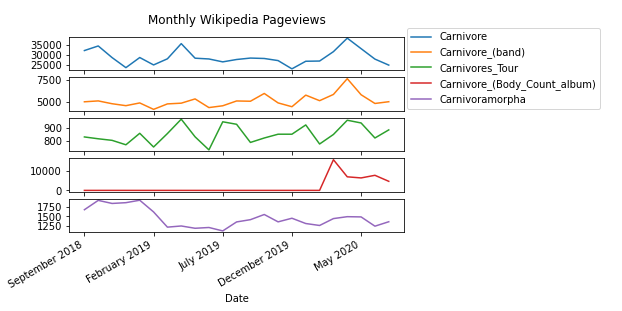 Monthly Wikipedia Pageviews
35000
30000
25000
7500
5000
900
800
10000
0
1750
1500
1250
September 2018
February 2019
July 2019
December 2019
May 2020
Date
Carnivore
Carnivore_(band)
Carnivores_Tour
Carnivore_(Body_Count_album)
Carnivoramorpha